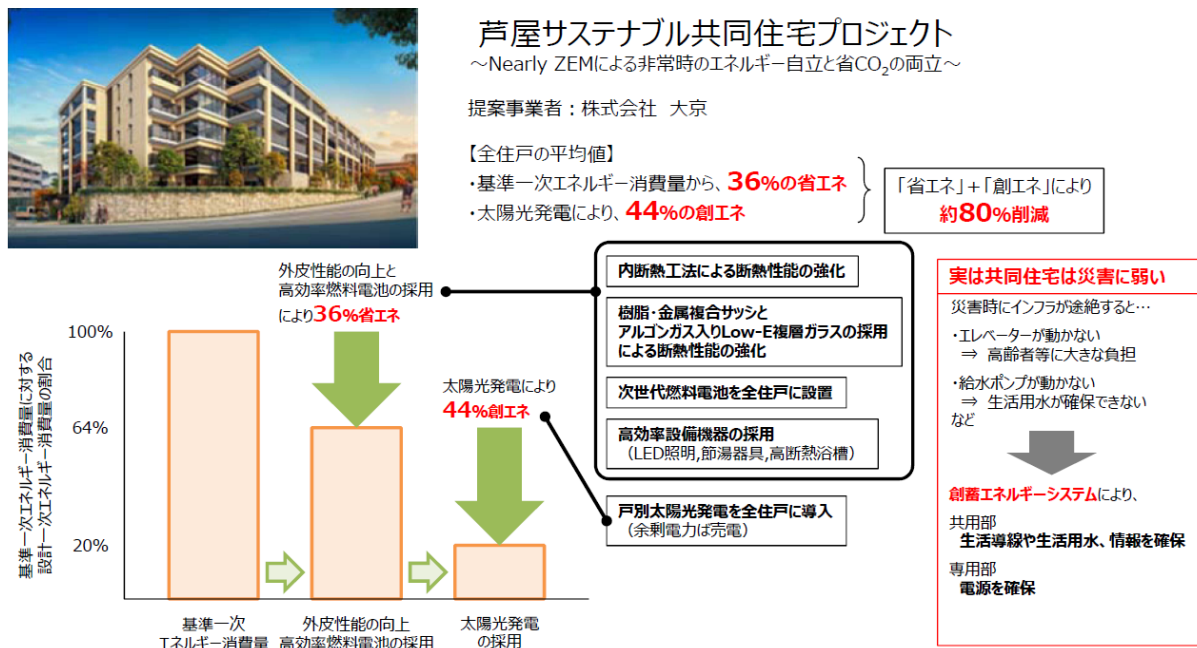 芦屋サステナブル共同住宅プロジェクト
～Nearly ZEMによる非常時のエネルギー自立と省CO2の両立～
提案事業者：株式会社 大京
【全住戸の平均値】
・基準一次エネルギー消費量から、36%の省エネ
・太陽光発電により、44%の創エネ
「省エネ」＋「創エネ」により
約80%削減
外皮性能の向上と
高効率燃料電池の採用
により36%省エネ
太陽光発電により
44%創エネ
基準一次エネルギー消費量に対する
設計一次エネルギー消費量の割合
100%
64%
20%
基準一次
エネルギー消費量
外皮性能の向上
高効率燃料電池の採用
太陽光発電
の採用
内断熱工法による断熱性能の強化
樹脂・金属複合サッシと
アルゴンガス入りLow-E複層ガラスの採用
による断熱性能の強化
次世代燃料電池を全住戸に設置
高効率設備機器の採用
（LED照明,節湯器具,高断熱浴槽）
戸別太陽光発電を全住戸に導入
（余剰電力は売電）
実は共同住宅は災害に弱い
災害時にインフラが途絶すると…
・エレベーターが動かない
⇒ 高齢者等に大きな負担
・給水ポンプが動かない
⇒ 生活用水が確保できない
など
創蓄エネルギーシステムにより、
共用部
生活導線や生活用水、情報を確保
専用部
電源を確保